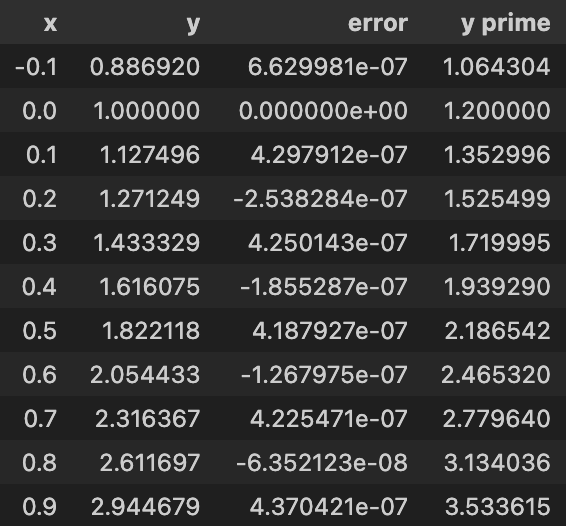 x y error y prime
-0.1 0.886920 6.629981e-07 1.064304
0.0 1.000000 0.000000e+00 1.200000
0.1 1.127496 4.297912e-07 1.352996
0.2 1.271249 -2.538284e-07 1.525499
0.3 1.433329 4.250143e-07 1.719995
0.4 1.616075 -1.855287e-07 1.939290
0.5 1.822118 4.187927e-07 2.186542
0.6 2.054433 -1.267975e-07 2.465320
0.7 2.316367 4.225471e-07 2.779640
0.8 2.611697 -6.352123e-08 3.134036
0.9 2.944679 4.370421e-07 3.533615